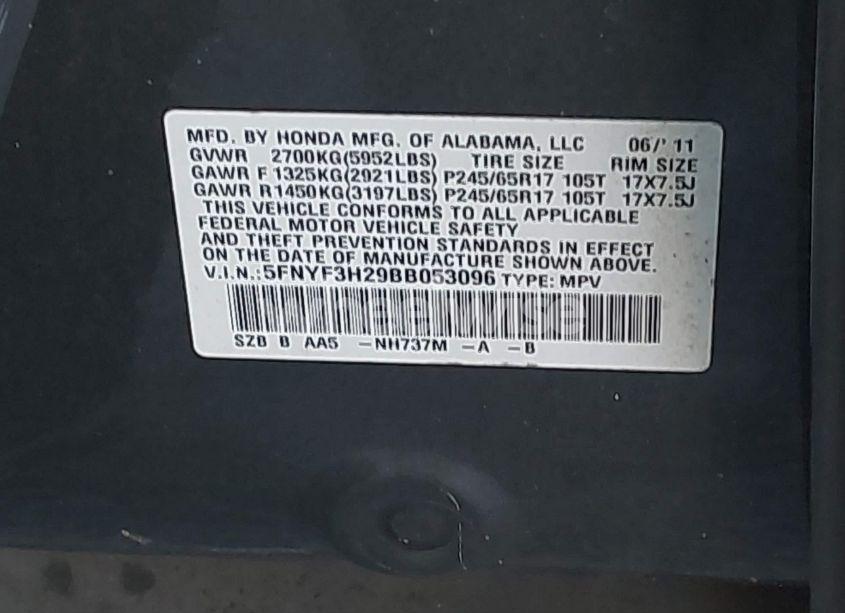 MFD. BY HONDA MFG. OF ALABAMA, LLC 06/' 11
GVWR 2700KG(5952LBS) TIRE SIZE RIM SIZE
GAWR F 1325KG(2921LBS) P245/65R17 105T 17X7.5J
GAWR R1450KG(3197LBS) P245/65R17 105T 17X7.5J
THIS VEHICLE CONFORMS TO ALL APPLICABLE
FEDERAL MOTOR VEHICLE SAFETY
AND THEFT PREVENTION STANDARDS IN EFFECT
ON THE DATE OF MANUFACTURE SHOWN ABOVE.
V.I.N.:5FNYF3H29BB053096 TYPE: MPV
SZB B AA5 -NH737M -A -B